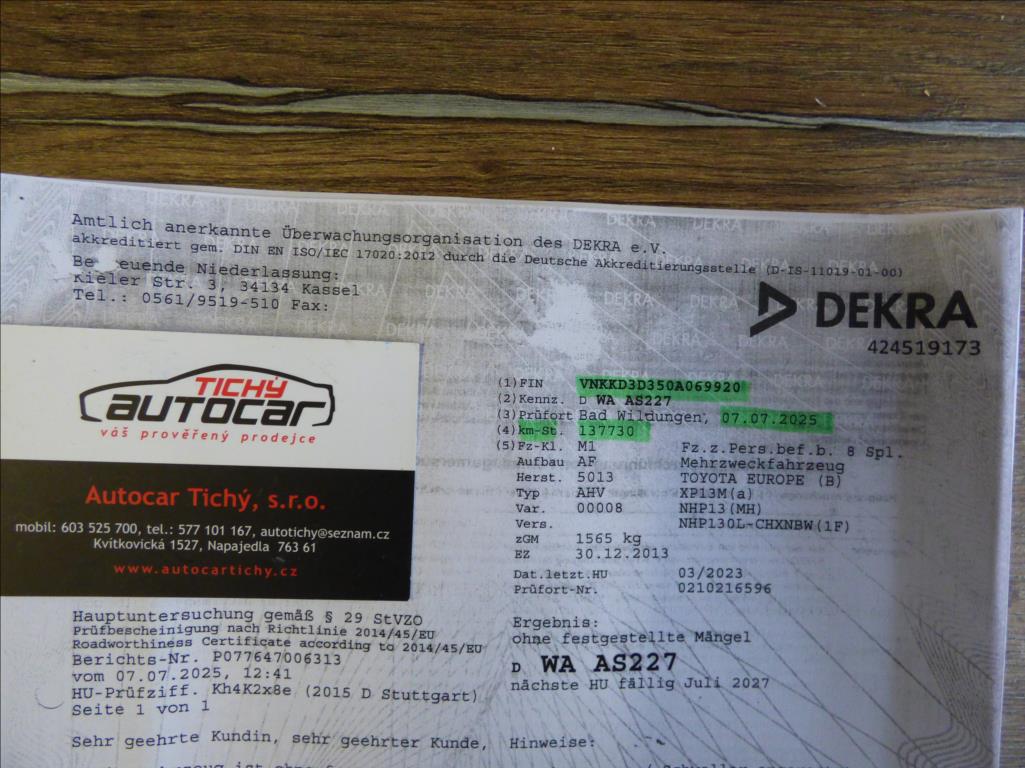 Amtlich anerkannte Überwachungsorganisation des DEKRA e.V.
akkreditiert gem. DIN EN ISO/IEC 17020:2012 durch die Deutsche Akkreditierungsstelle (D-IS-11019-01-00)
Niederlassung:
Kieler Str. 3, 34134 Kassel
Tel.: 0561/9519-510 Fax:
DEKRA
424519173
TICHÝ
AUTOCAR
váš prověřený prodejce
Autocar Tichý, s.r.o.
mobil: 603 525 700, tel.: 577 101 167, autotichy@seznam.cz
Kvítkovická 1527, Napajedla 763 61
www.autocartichy.cz
(1) FIN VNKKD3D350A069920
(2) Kennz. D WA AS227
(3) Prüfort Bad Wildungen, 07.07.2025
(4) km-St. 137730
(5) Fz-Kl. M1 Fz.z.Pers.bef.b. 8 Spl.
Aufbau AF Mehrzweckfahrzeug
Herst. 5013 TOYOTA EUROPE (B)
Typ AHV XP13M(a)
Var. 00008 NHP13(MH)
Vers. NHP130L-CHXNBW(1F)
zGM 1565 kg
EZ 30.12.2013
Dat.letzt.HU 03/2023
Prüfort-Nr. 0210216596
Hauptuntersuchung gemäß § 29 StVZO
Prüfbescheinigung nach Richtlinie 2014/45/EU
Roadworthiness Certificate according to 2014/45/EU
Berichts-Nr. P077647006313
vom 07.07.2025, 12:41
HU-Prüfziff. Kh4K2x8e (2015 D Stuttgart)
Seite 1 von 1
Ergebnis:
ohne festgestellte Mängel
D WA AS227
nächste HU fällig Juli 2027
Sehr geehrte Kundin, sehr geehrter Kunde,
Hinweise: